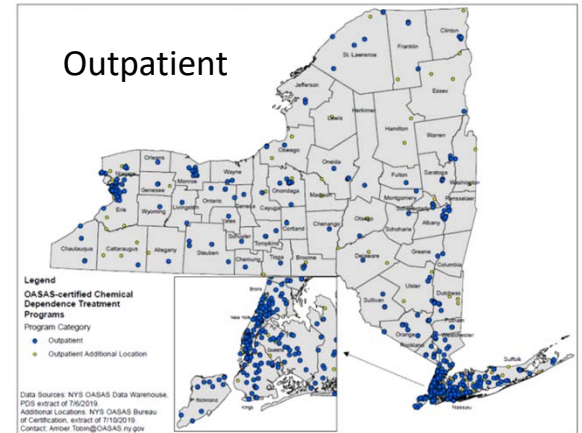 Outpatient
Clinton
Franklin
St. Lawrence
Jefferson
Essex
Lewis
Hamilton
Herkimer
Warren
Oswego
Oneida
Orleans
Niagara
Monroe
Wayne
Genesee
Onondaga
Madison
Fulton
Saratoga
Washington
Erie
Wyoming
Livingston
Ontario
Seneca
Cayuga
Montgomery
Schenectady
Rensselaer
Yates
Cortland
Chenango
Otsego
Schoharie
Albany
Chautauqua
Cattaraugus
Allegany
Steuben
Schuyler
Tompkins
Chemung
Tioga
Broome
Delaware
Greene
Columbia
Ulster
Dutchess
Sullivan
Putnam
Orange
Westchester
Rockland
Suffolk
Nassau
Bronx
New York
Queens
Richmond
Kings
Legend
OASAS-certified Chemical
Dependence Treatment
Programs
Program Category
Outpatient
Outpatient Additional Location
Data Sources: NYS OASAS Data Warehouse,
PDS extract of 7/6/2019.
Additional Locations: NYS OASAS Bureau
of Certification, extract of 7/10/2019
Contact: Amber.Tobin@OASAS.ny.gov